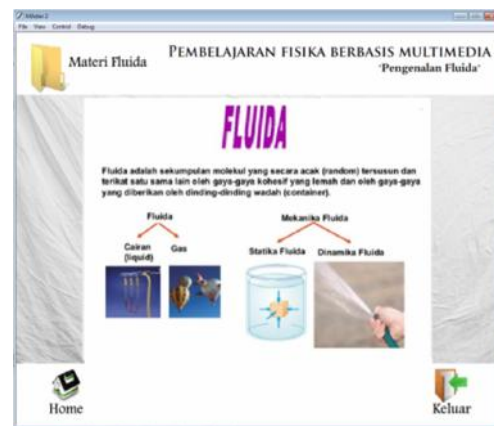 MAteri 2
File View Control Debug
Materi Fluida
PEMBELAJARAN FISIKA BERBASIS MULTIMEDIA
"Pengenalan Fluida"
FLUIDA
Fluida adalah sekumpulan molekul yang secara acak (random) tersusun dan
terikat satu sama lain oleh gaya-gaya kohesif yang lemah dan oleh gaya-gaya
yang diberikan oleh dinding-dinding wadah (container).
Fluida
Mekanika Fluida
Cairan
(liquid)
Gas
Statika Fluida
Dinamika Fluida
Home
Keluar